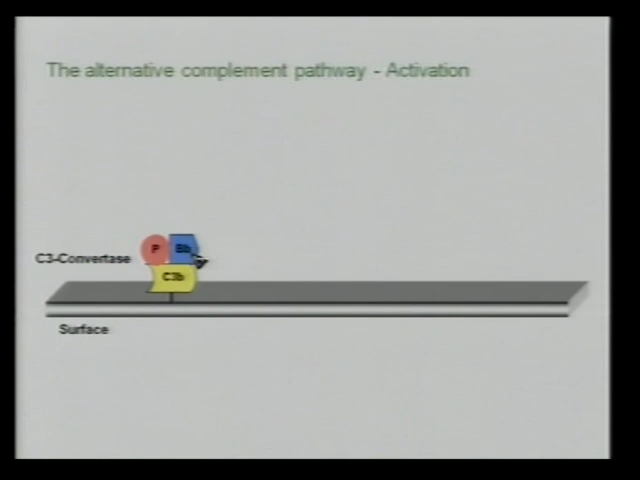 The alternative complement pathway - Activation
P
Bb
C3-Convertase
C3b
Surface